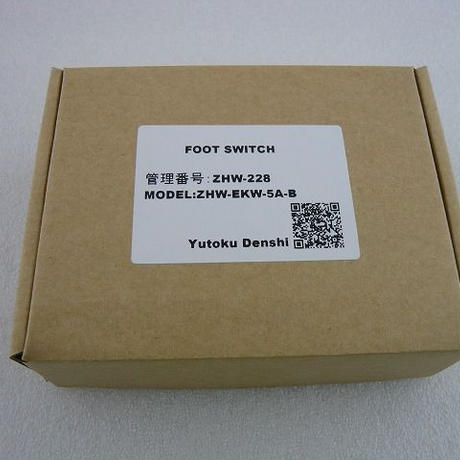 FOOT SWITCH
管理番号:ZHW-228
MODEL:ZHW-EKW-5A-B
Yutoku Denshi